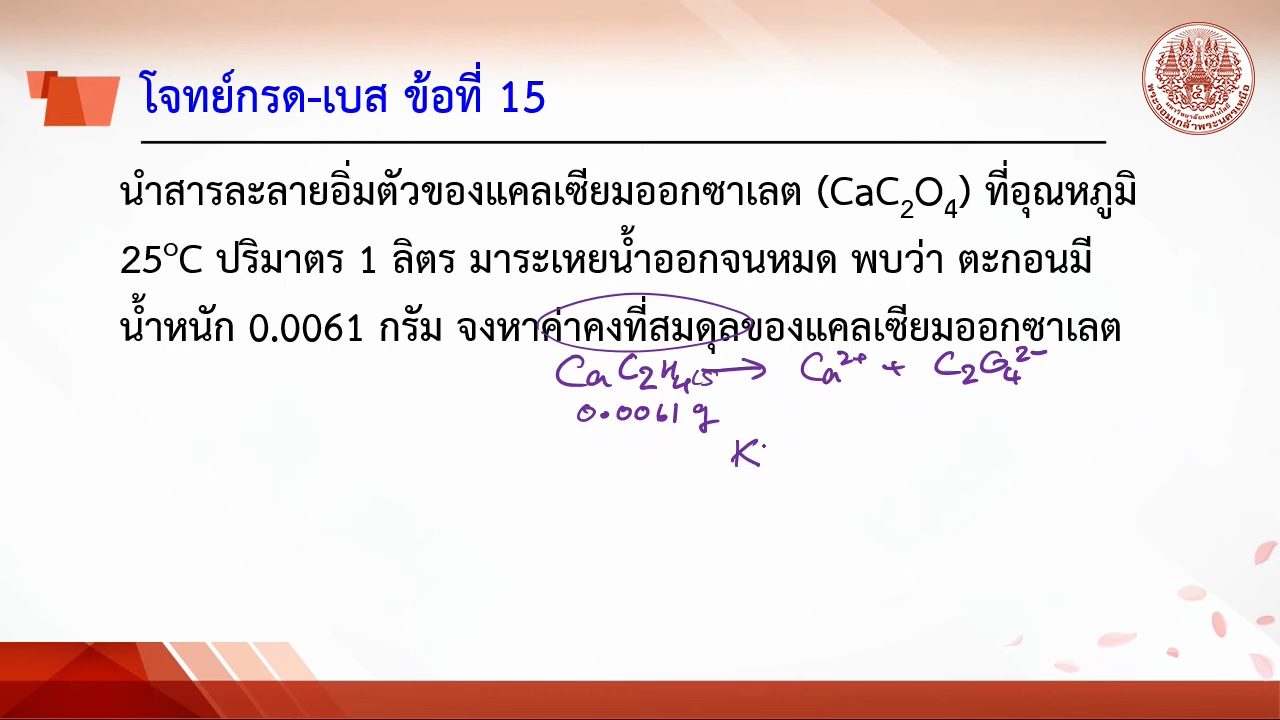 โจทย์กรด-เบส ข้อที่ 15
นำสารละลายอิ่มตัวของแคลเซียมออกซาเลต (CaC₂O₄) ที่อุณหภูมิ
25°C ปริมาตร 1 ลิตร มาระเหยน้ำออกจนหมด พบว่า ตะกอนมี
น้ำหนัก 0.0061 กรัม จงหาค่าคงที่สมดุลของแคลเซียมออกซาเลต
CaC₂H₄(s) → Ca²⁺ + C₂O₄²⁻
0.0061 g
K